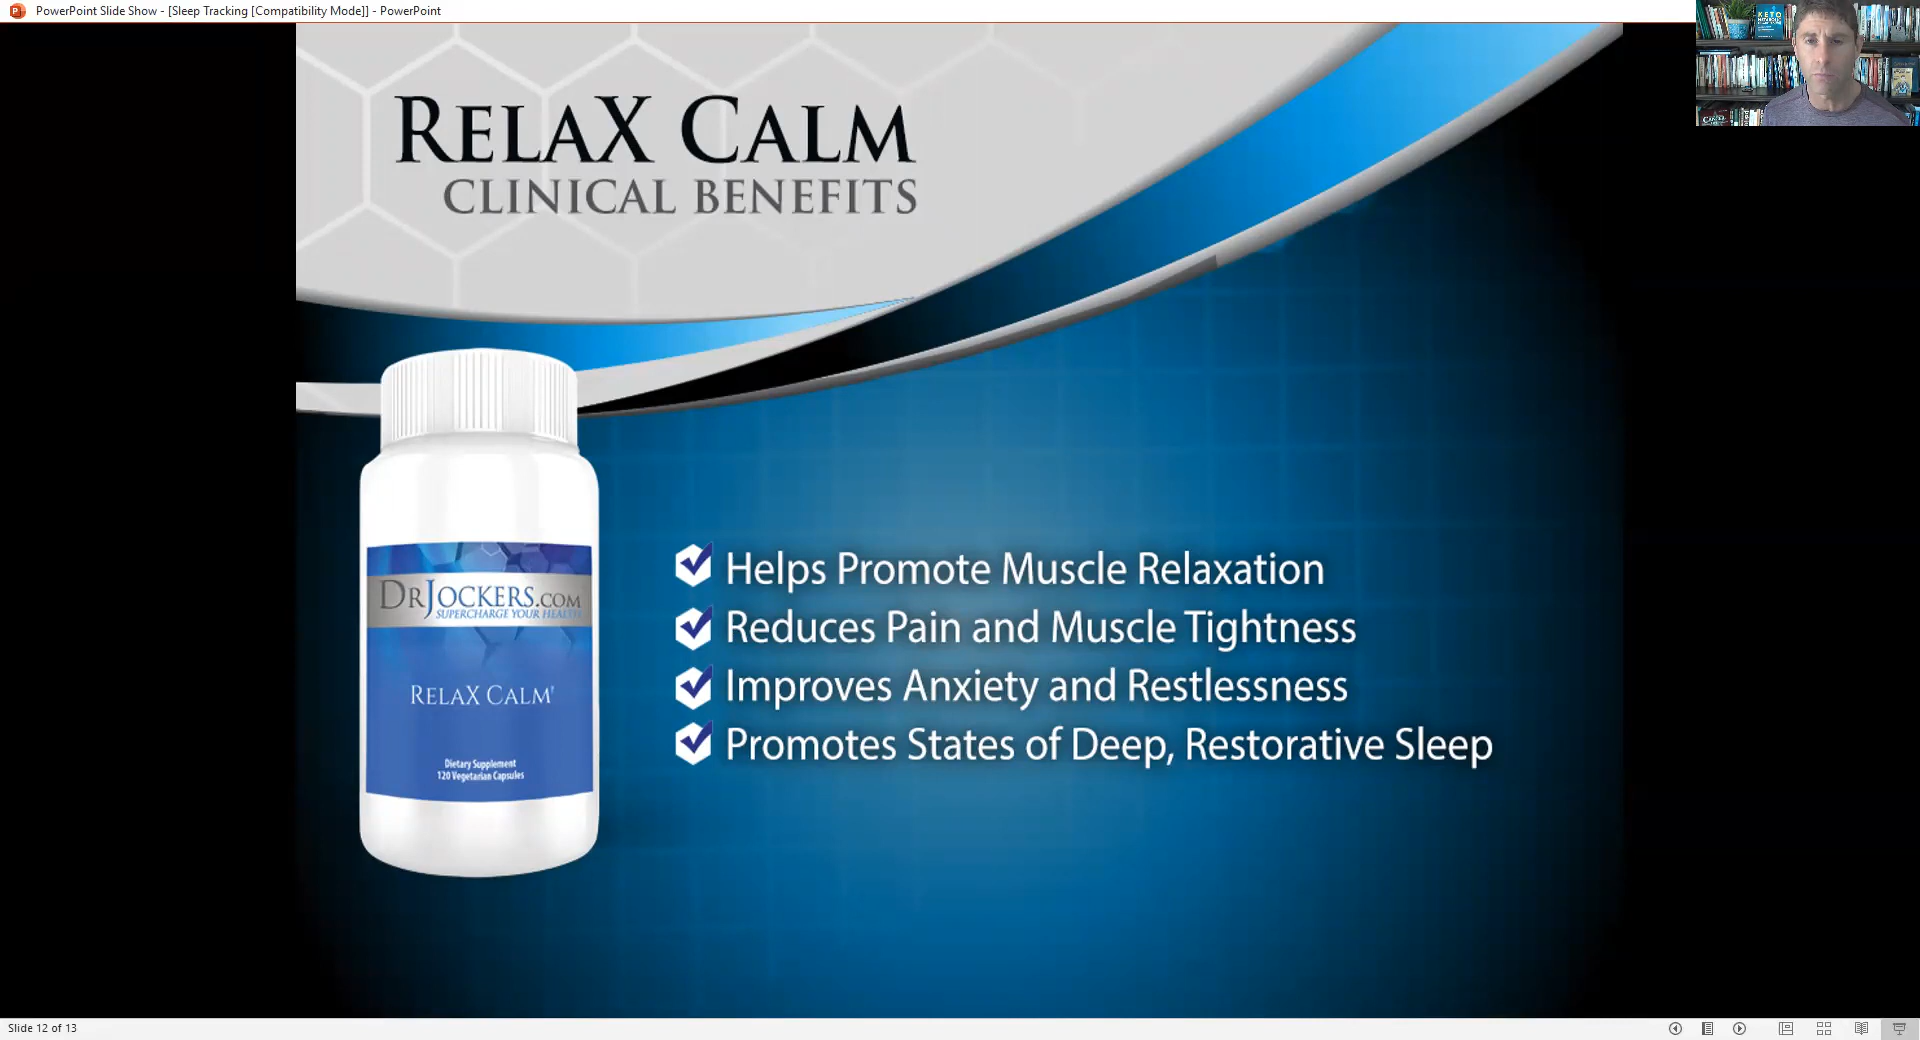 PowerPoint Slide Show - [Sleep Tracking [Compatibility Mode]] - PowerPoint
KETO
RELAX CALM
CLINICAL BENEFITS
DRJOCKERS.COM
SUPERCHARGE YOUR HEALTH
RELAX CALM
Dietary Supplement
120 Vegetarian Capsules
Helps Promote Muscle Relaxation
Reduces Pain and Muscle Tightness
Improves Anxiety and Restlessness
Promotes States of Deep, Restorative Sleep
Slide 12 of 13